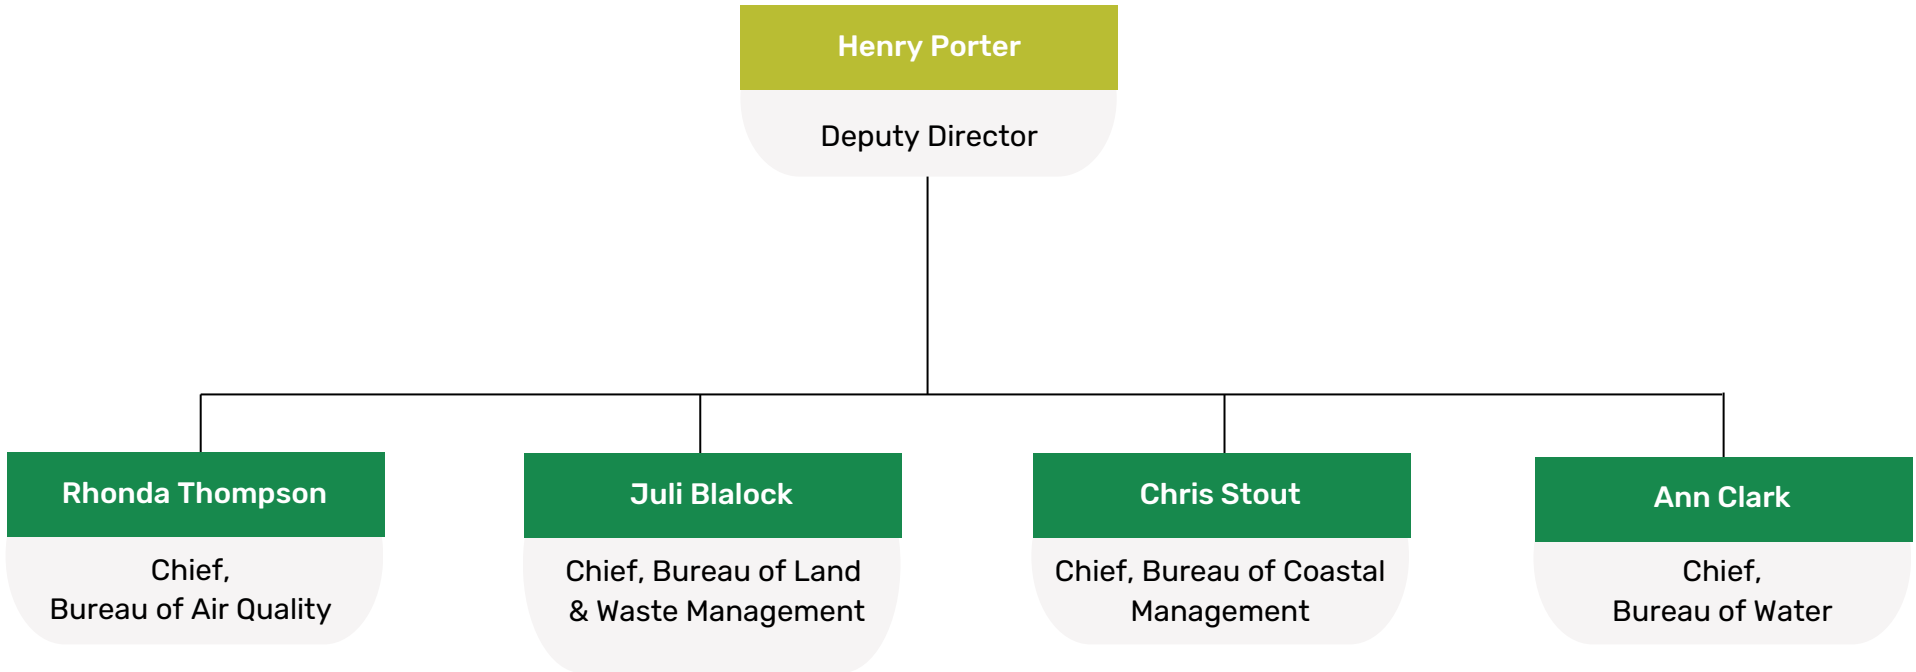 Henry Porter
Deputy Director
Rhonda Thompson
Chief,
Bureau of Air Quality
Juli Blalock
Chief, Bureau of Land
& Waste Management
Chris Stout
Chief, Bureau of Coastal
Management
Ann Clark
Chief,
Bureau of Water